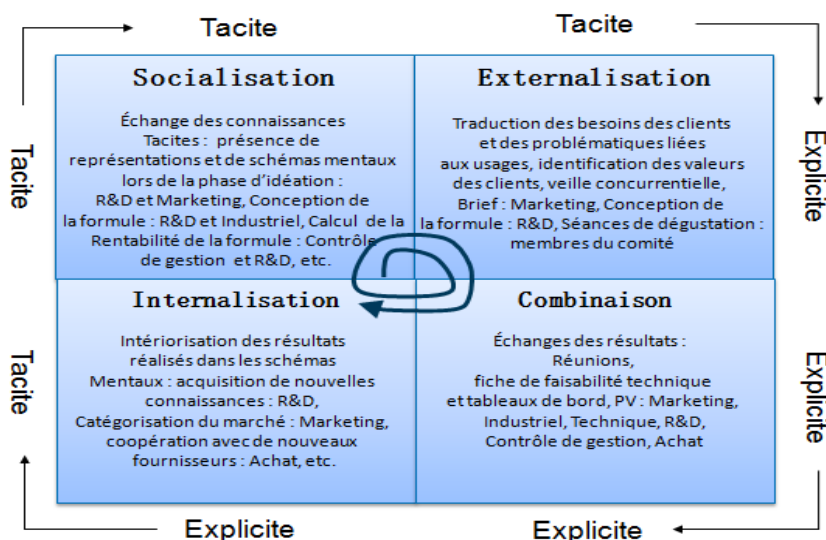 Tacite
Tacite
Socialisation
Échange des connaissances
Tacites : présence de
représentations et de schémas mentaux
lors de la phase d'idéation :
R&D et Marketing, Conception de
la formule : R&D et Industriel, Calcul de la
Rentabilité de la formule : Contrôle
de gestion et R&D, etc.
Externalisation
Traduction des besoins des clients
et des problématiques liées
aux usages, identification des valeurs
des clients, veille concurrentielle,
Brief : Marketing, Conception de
la formule : R&D, Séances de dégustation :
membres du comité
Tacite
Explicite
Internalisation
Intériorisation des résultats
réalisés dans les schémas
Mentaux : acquisition de nouvelles
connaissances : R&D,
Catégorisation du marché : Marketing,
coopération avec de nouveaux
fournisseurs : Achat, etc.
Combinaison
Échanges des résultats :
Réunions,
fiche de faisabilité technique
et tableaux de bord, PV : Marketing,
Industriel, Technique, R&D,
Contrôle de gestion, Achat
Tacite
Explicite
Explicite
Explicite